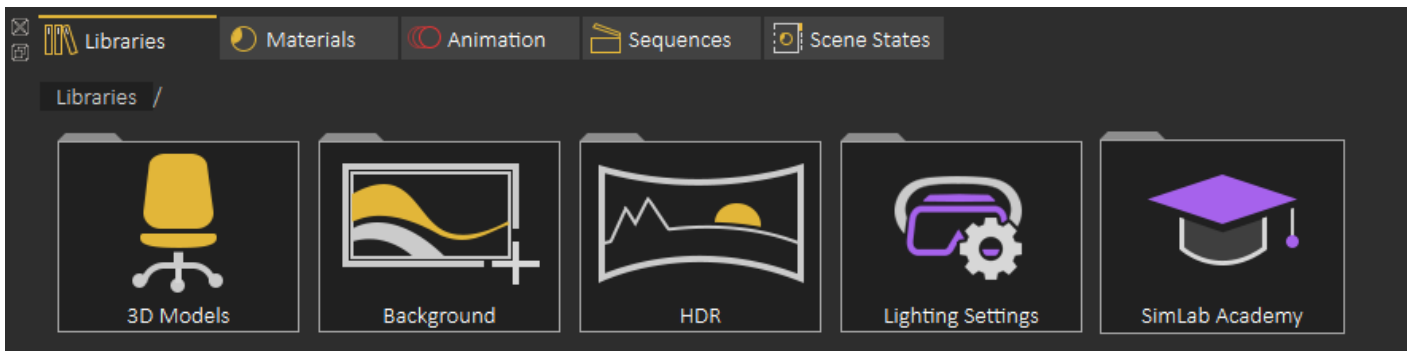 Libraries
Materials
Animation
Sequences
Scene States
Libraries /
3D Models
Background
HDR
Lighting Settings
SimLab Academy